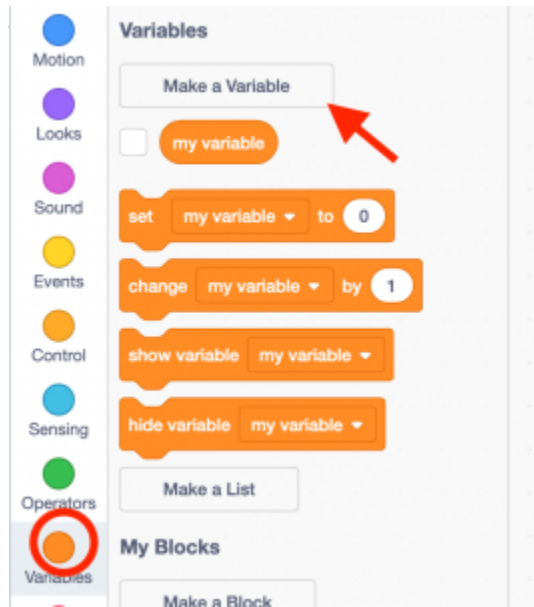 Motion
Looks
Sound
Events
Control
Sensing
Operators
Variables
Variables
Make a Variable
my variable
set my variable to 0
change my variable by 1
show variable my variable
hide variable my variable
Make a List
My Blocks
Make a Block